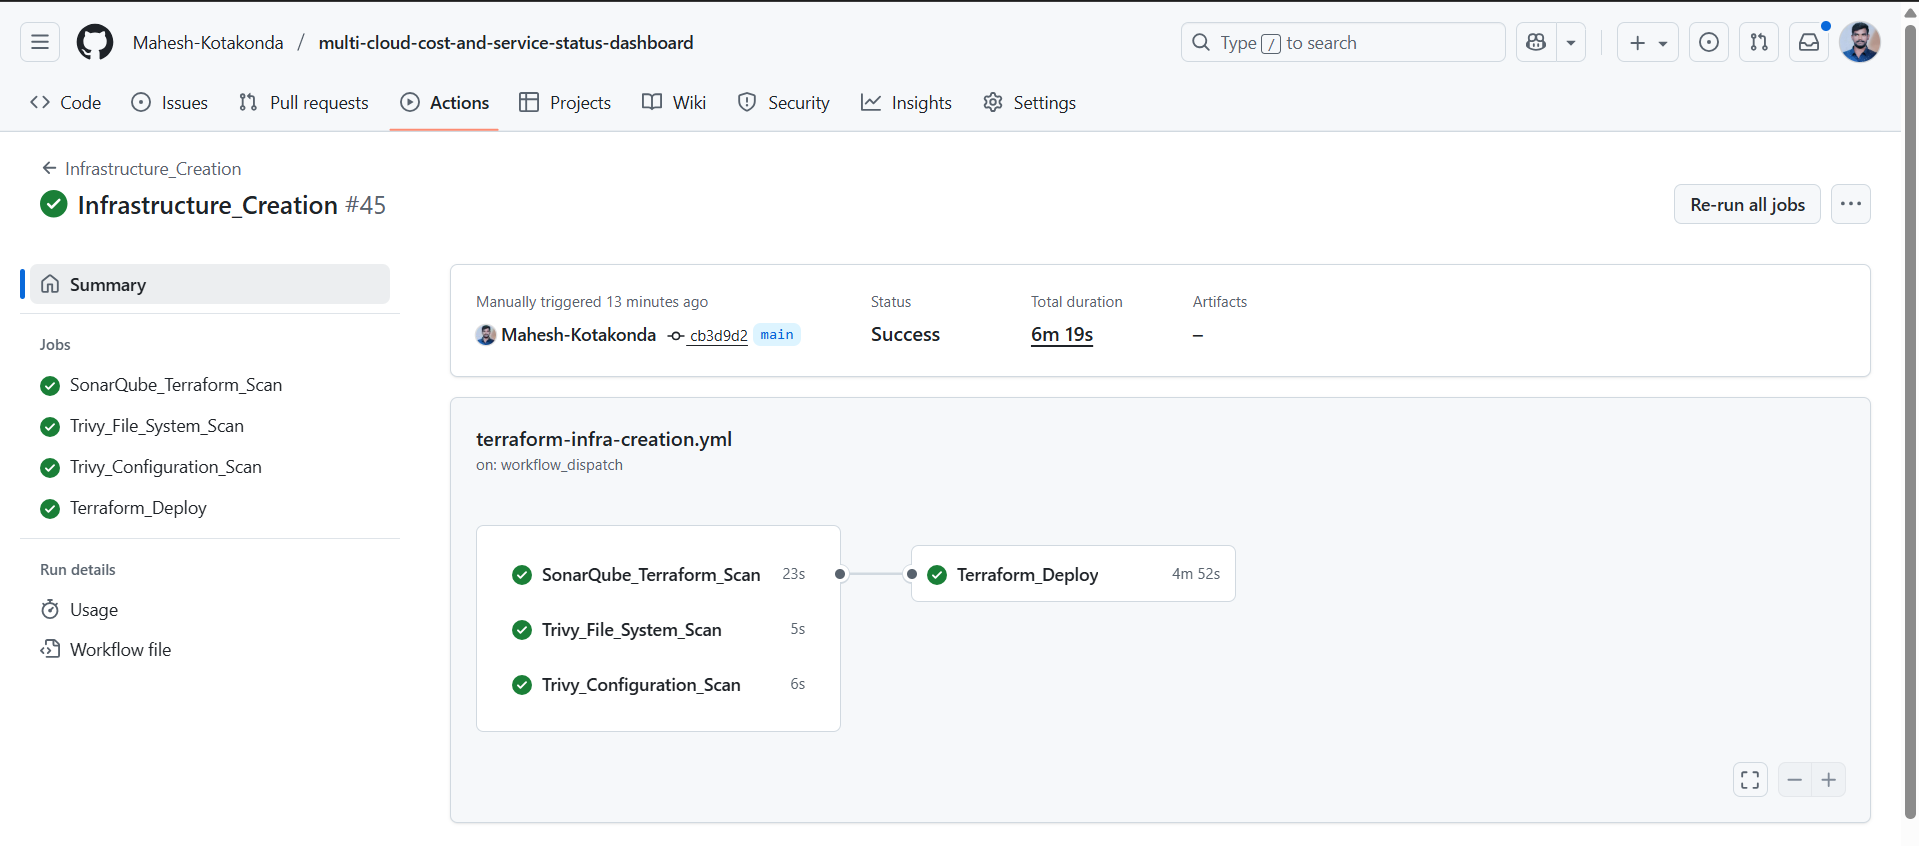 Mahesh-Kotakonda / multi-cloud-cost-and-service-status-dashboard
Type / to search
Code Issues Pull requests Actions Projects Wiki Security Insights Settings
Infrastructure_Creation
Infrastructure_Creation #45
Re-run all jobs
Summary
Jobs
SonarQube_Terraform_Scan
Trivy_File_System_Scan
Trivy_Configuration_Scan
Terraform_Deploy
Run details
Usage
Workflow file
Manually triggered 13 minutes ago
Mahesh-Kotakonda cb3d9d2 main
Status
Success
Total duration
6m 19s
Artifacts
–
terraform-infra-creation.yml
on: workflow_dispatch
SonarQube_Terraform_Scan 23s
Trivy_File_System_Scan 5s
Trivy_Configuration_Scan 6s
Terraform_Deploy 4m 52s